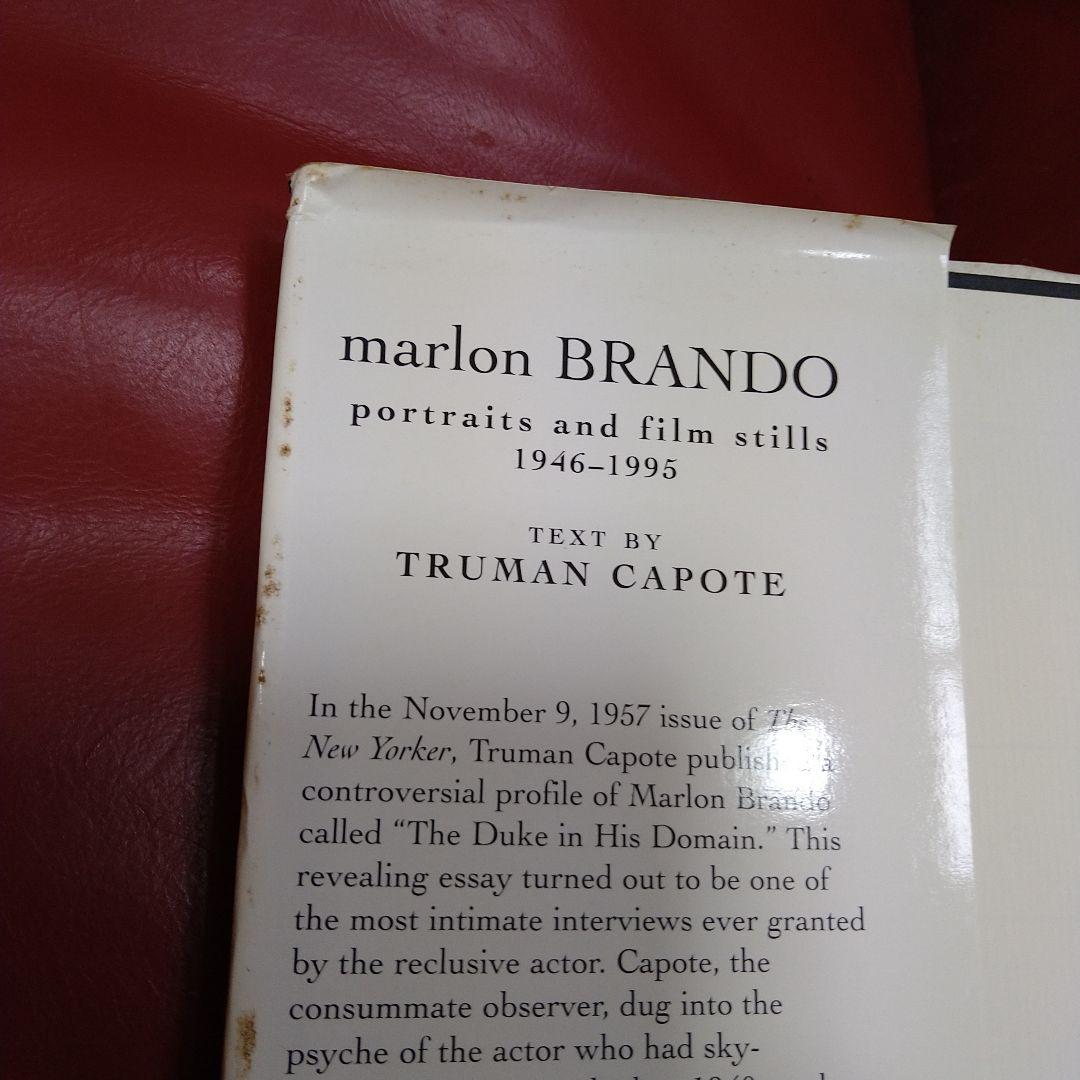 marlon BRANDO
portraits and film stills
1946–1995
TEXT BY
TRUMAN CAPOTE
In the November 9, 1957 issue of The
New Yorker, Truman Capote published a
controversial profile of Marlon Brando
called “The Duke in His Domain.” This
revealing essay turned out to be one of
the most intimate interviews ever granted
by the reclusive actor. Capote, the
consummate observer, dug into the
psyche of the actor who had sky-